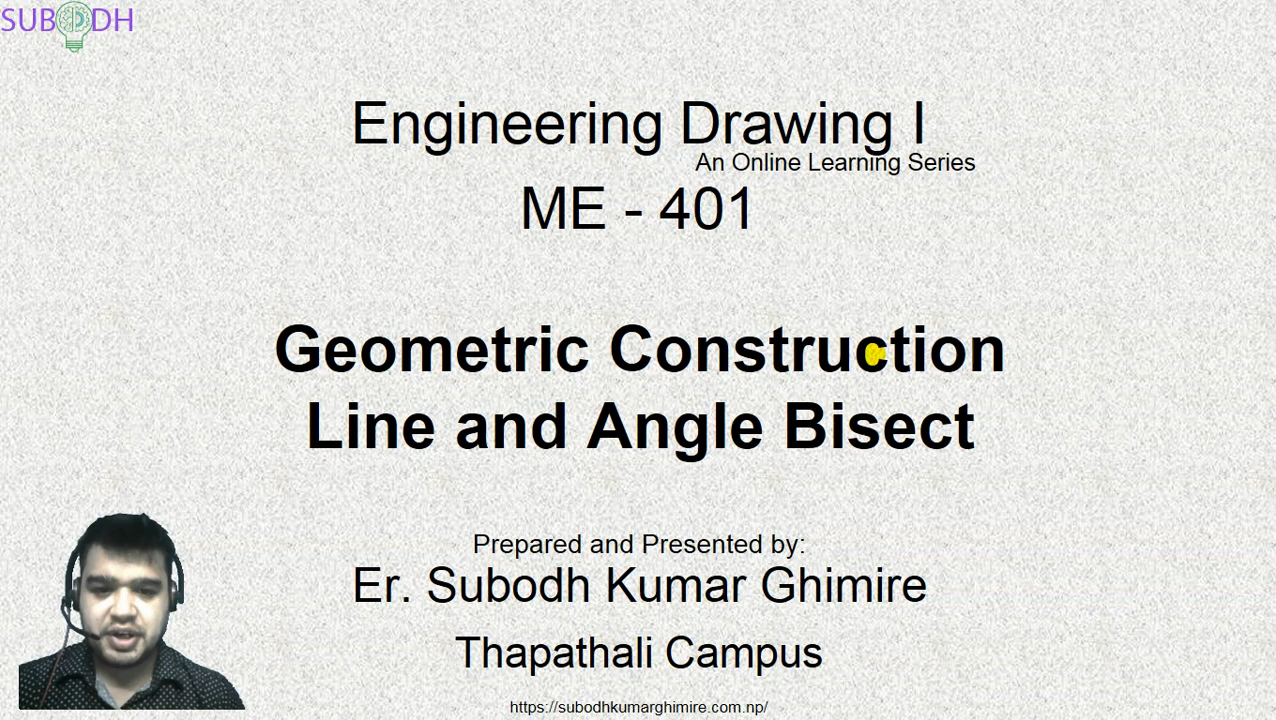 SUBODH
Engineering Drawing I
An Online Learning Series
ME - 401
Geometric Construction
Line and Angle Bisect
Prepared and Presented by:
Er. Subodh Kumar Ghimire
Thapathali Campus
https://subodhkumarghimire.com.np/